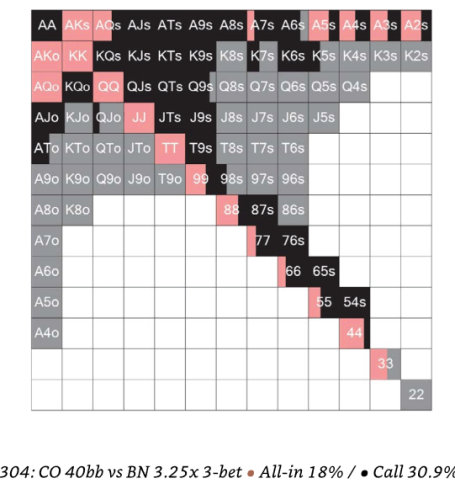 AA AKs AQs AJs ATs A9s A8s A7s A6s A5s A4s A3s A2s
AKo KK KQs KJs KTs K9s K8s K7s K6s K5s K4s K3s K2s
AQo KQo QQ QJs QTs Q9s Q8s Q7s Q6s Q5s Q4s
AJo KJo QJo JJ JTs J9s J8s J7s J6s J5s
ATo KTo QTo JTo TT T9s T8s T7s T6s
A9o K9o Q9o J9o T9o 99 98s 97s 96s
A8o K8o 88 87s 86s
A7o 77 76s
A6o 66 65s
A5o 55 54s
A4o 44
33
22
304: CO 40bb vs BN 3.25x 3-bet • All-in 18% / • Call 30.9%